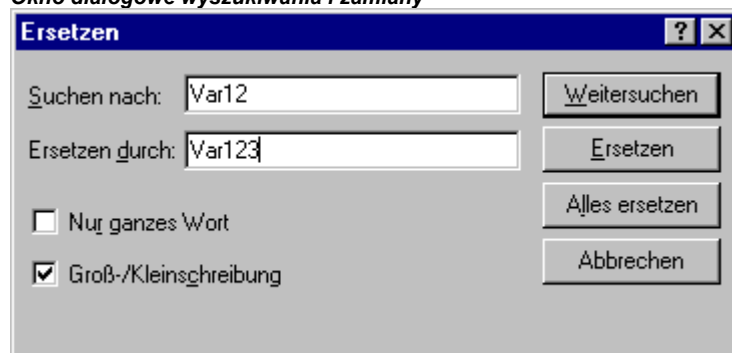 Okno dialogowe wyszukiwania i zamiany
Ersetzen
Suchen nach: Var12 Weitersuchen
Ersetzen durch: Var123 Ersetzen
Nur ganzes Wort Alles ersetzen
Groß-/Kleinschreibung Abbrechen